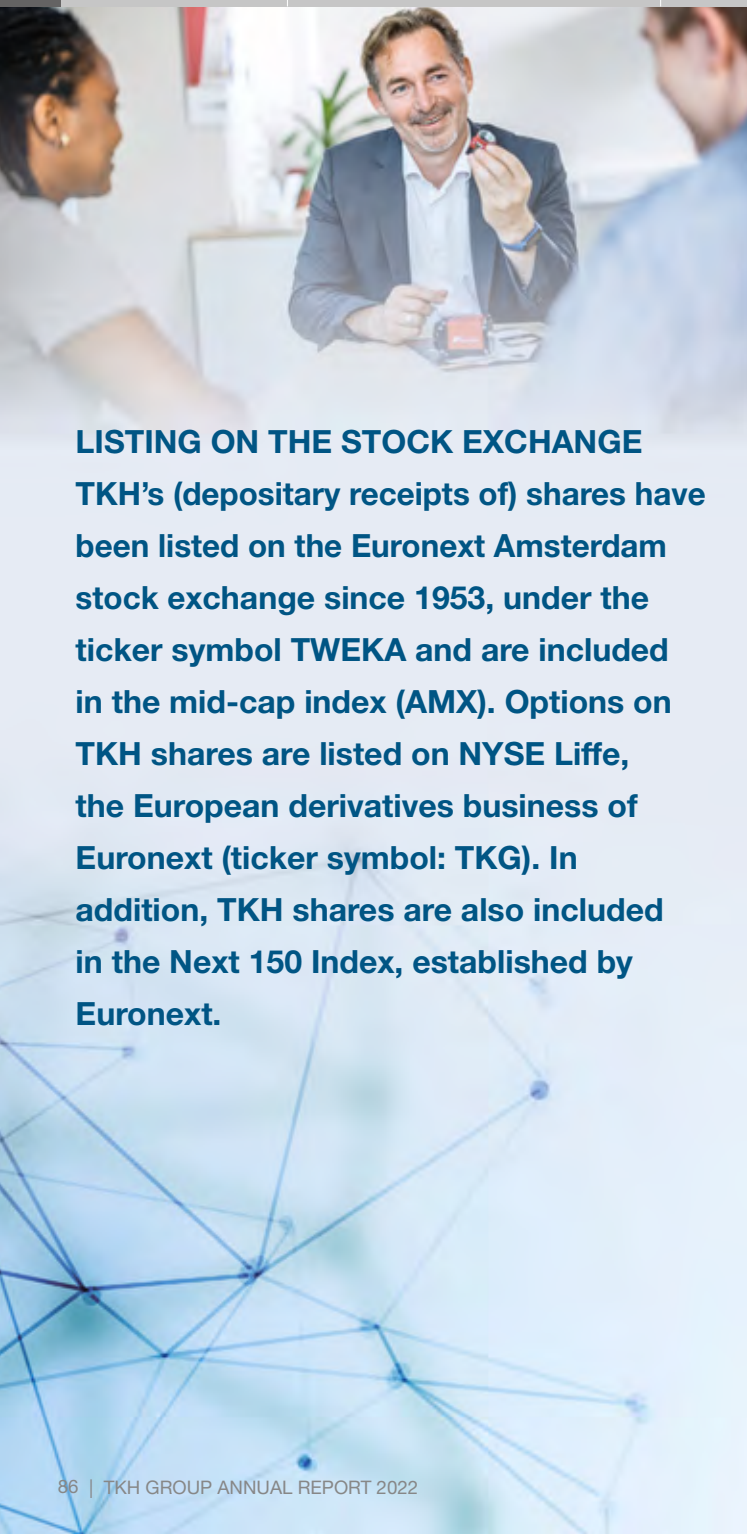 LISTING ON THE STOCK EXCHANGE
TKH’s (depositary receipts of) shares have
been listed on the Euronext Amsterdam
stock exchange since 1953, under the
ticker symbol TWEKA and are included
in the mid-cap index (AMX). Options on
TKH shares are listed on NYSE Liffe,
the European derivatives business of
Euronext (ticker symbol: TKG). In
addition, TKH shares are also included
in the Next 150 Index, established by
Euronext.
86 | TKH GROUP ANNUAL REPORT 2022